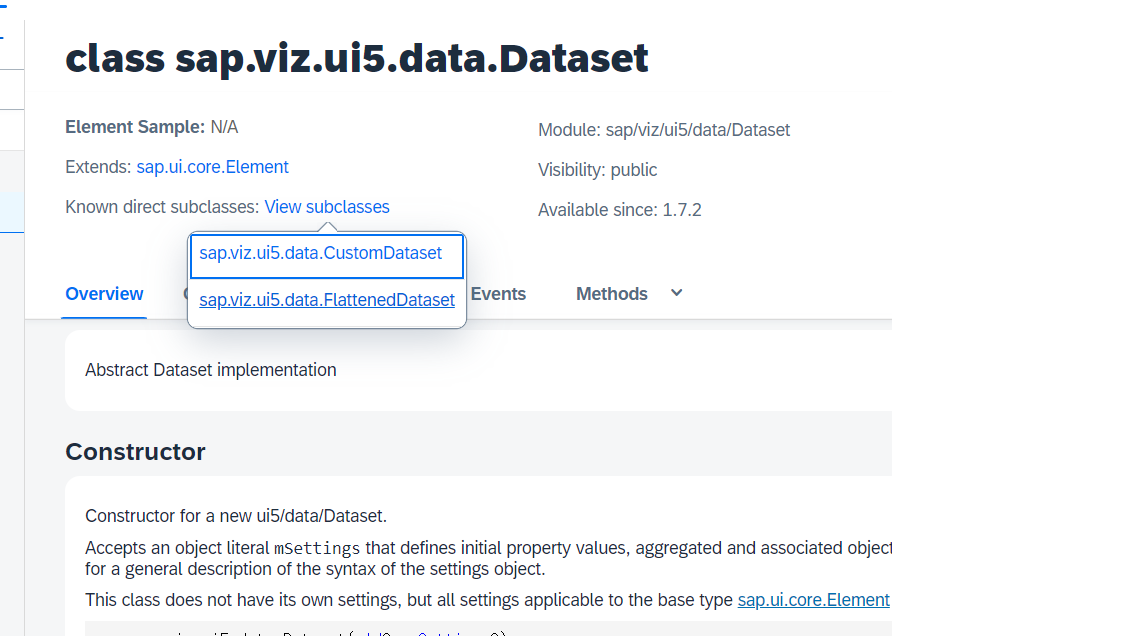 class sap.viz.ui5.data.Dataset
Element Sample: N/A
Module: sap/viz/ui5/data/Dataset
Extends: sap.ui.core.Element
Visibility: public
Known direct subclasses: View subclasses
Available since: 1.7.2
sap.viz.ui5.data.CustomDataset
sap.viz.ui5.data.FlattenedDataset
Overview
Events
Methods
Abstract Dataset implementation
Constructor
Constructor for a new ui5/data/Dataset.
Accepts an object literal mSettings that defines initial property values, aggregated and associated object
for a general description of the syntax of the settings object.
This class does not have its own settings, but all settings applicable to the base type sap.ui.core.Element